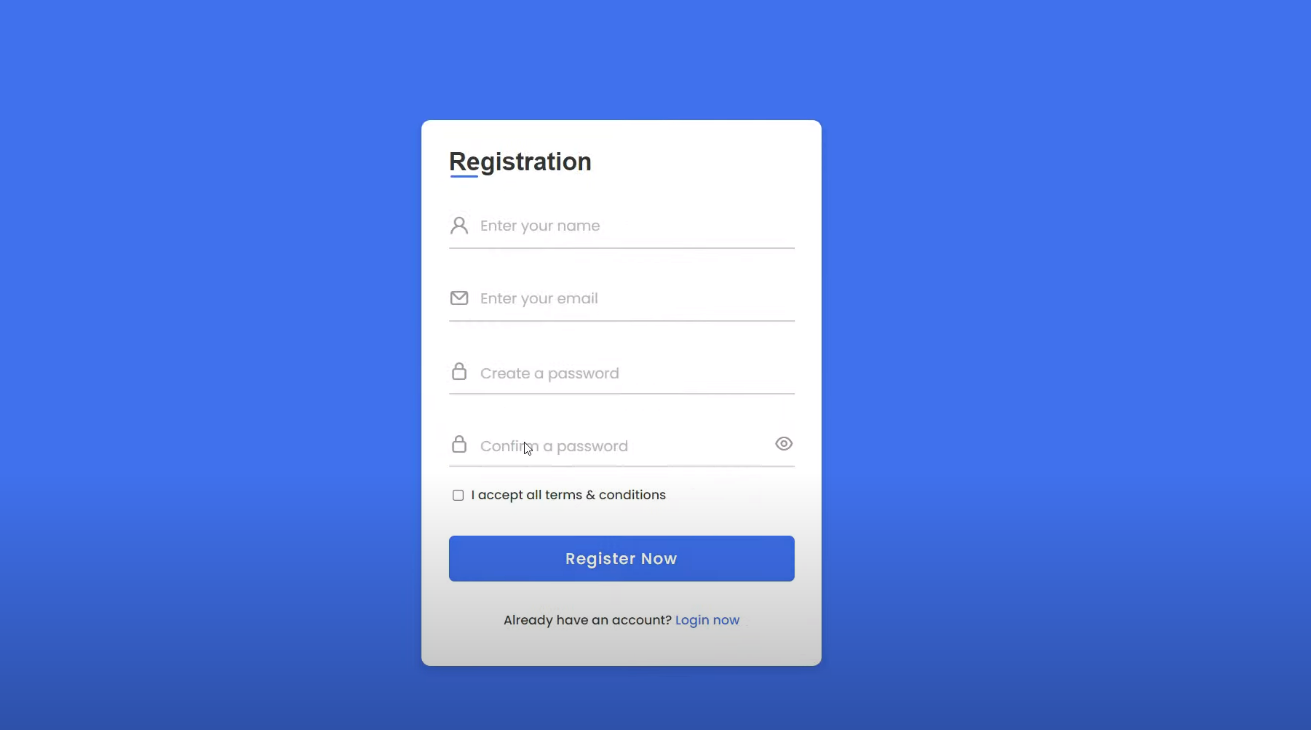 Registration
Enter your name
Enter your email
Create a password
Confirm a password
I accept all terms & conditions
Register Now
Already have an account? Login now